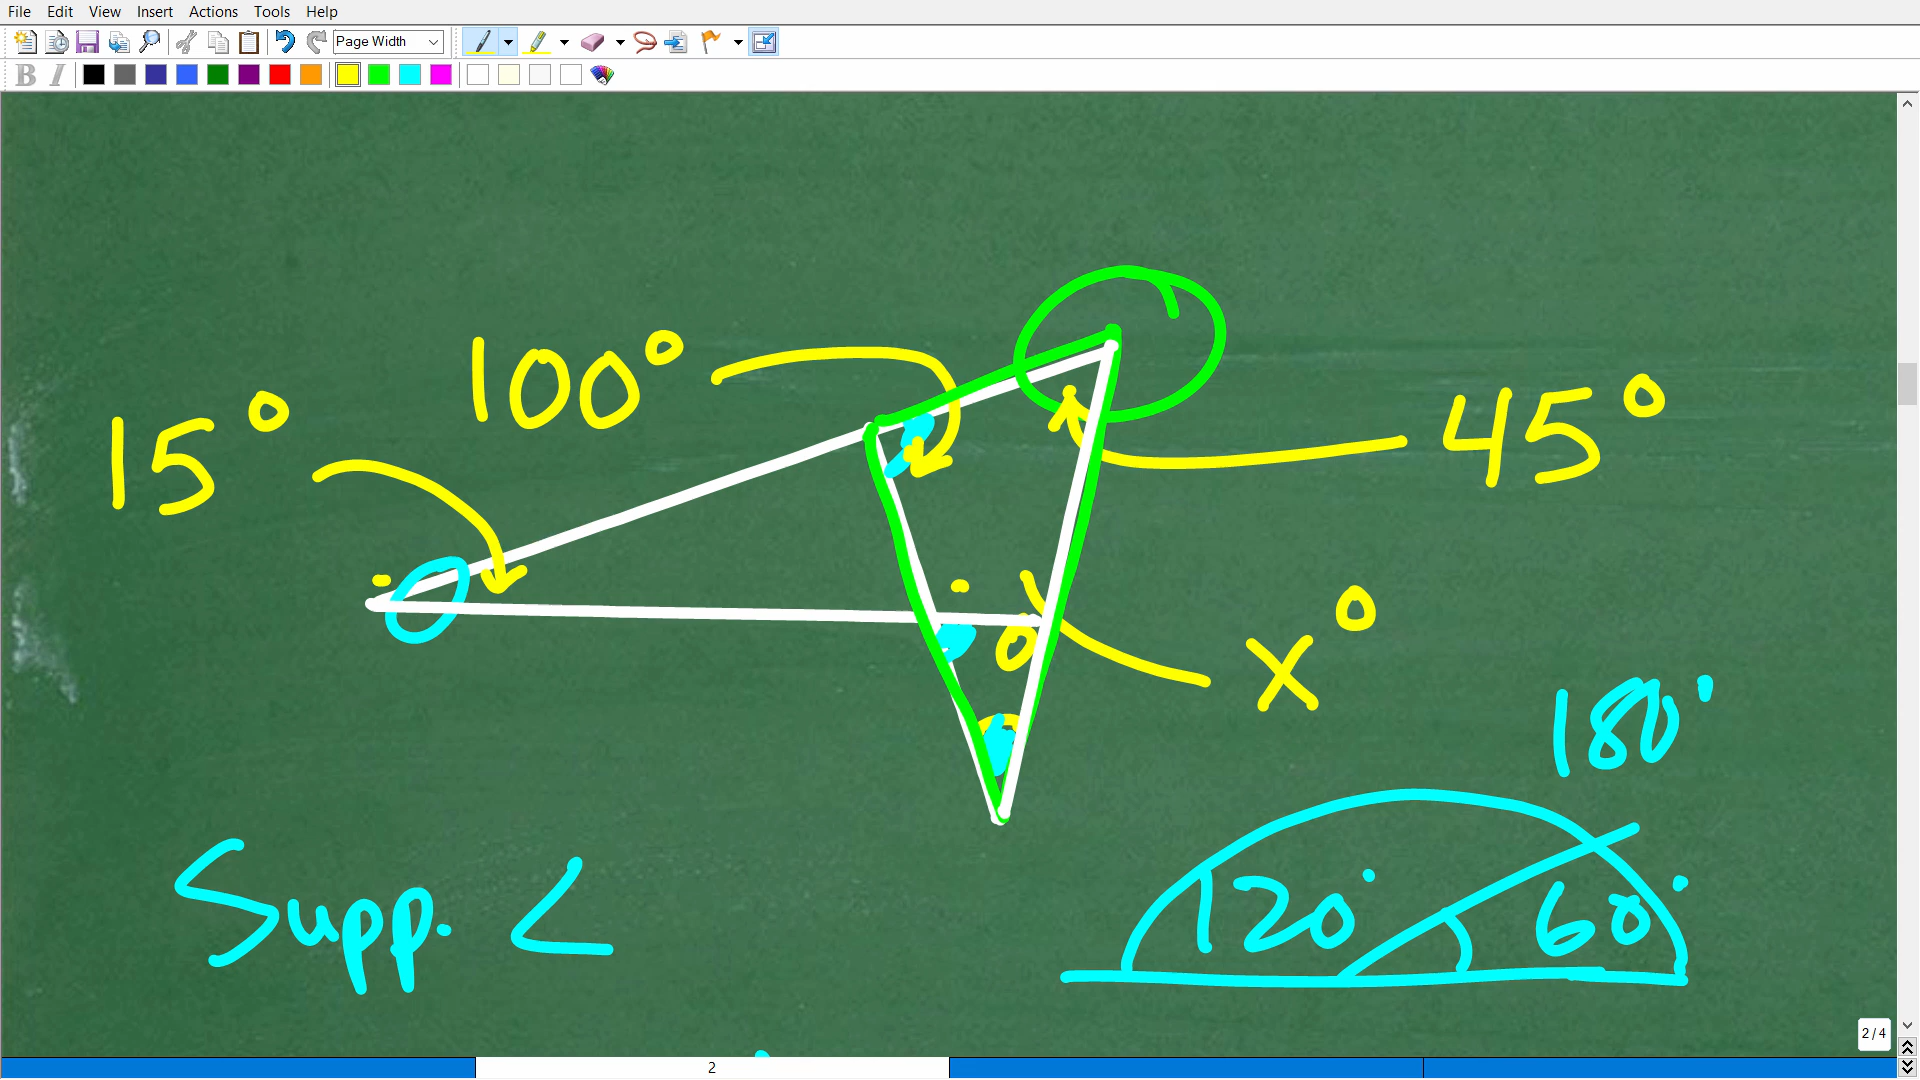 File Edit View Insert Actions Tools Help
Page Width
B I
100°
15°
45°
x°
180°
Supp. <
120° 60°
2 / 4
2